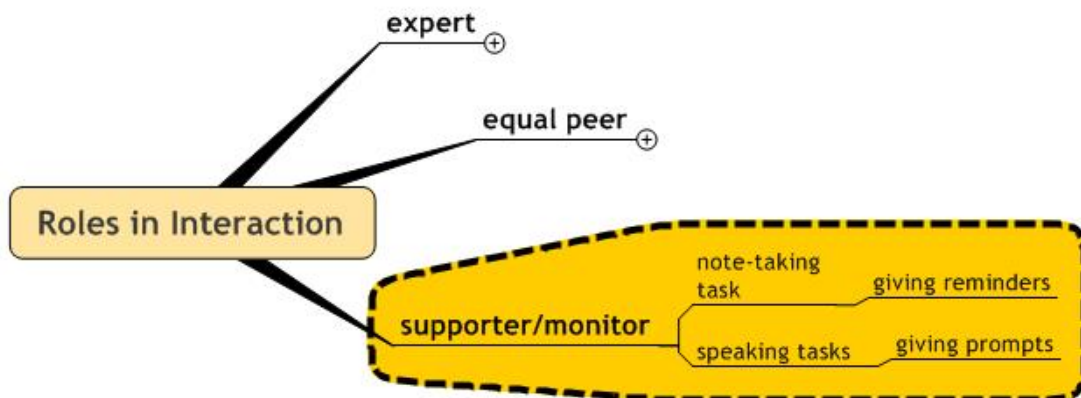 expert
equal peer
Roles in Interaction
note-taking
task
giving reminders
supporter/monitor
speaking tasks
giving prompts